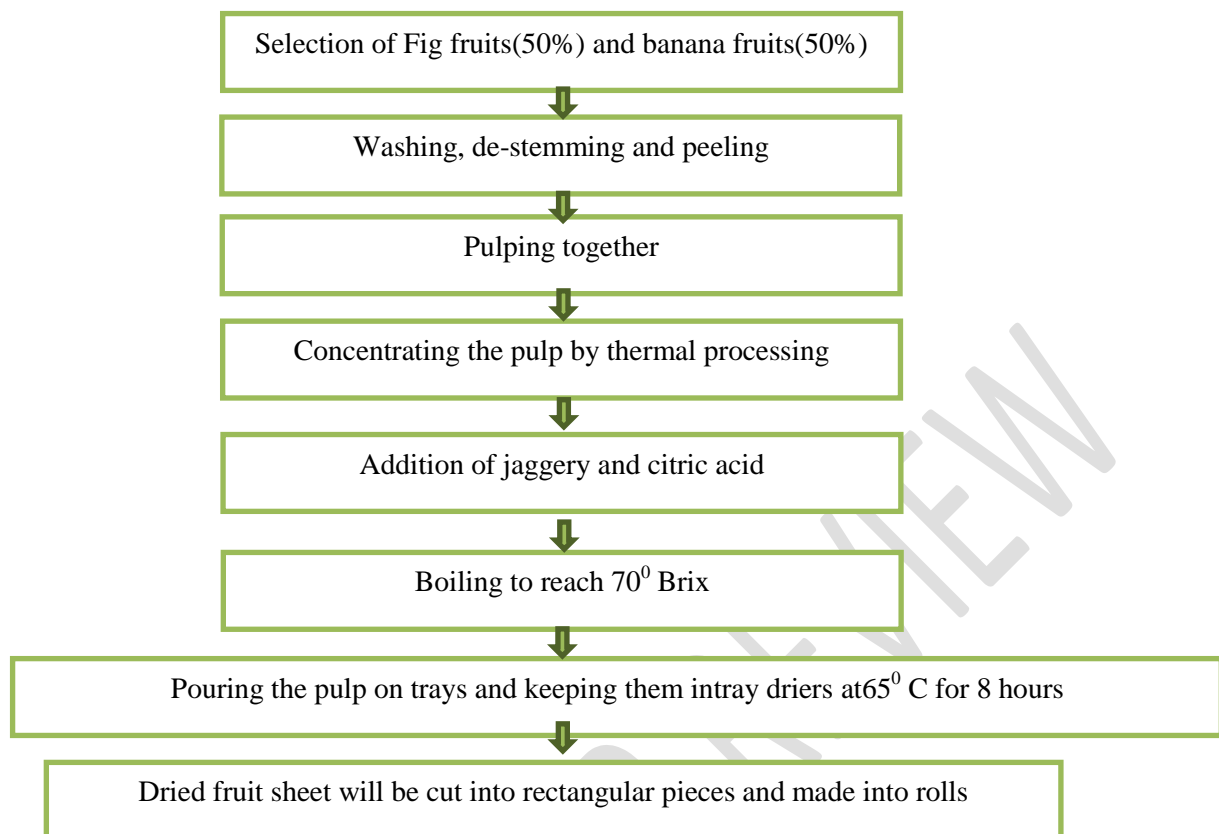 Selection of Fig fruits(50%) and banana fruits(50%)
Washing, de-stemming and peeling
Pulping together
Concentrating the pulp by thermal processing
Addition of jaggery and citric acid
Boiling to reach 70⁰ Brix
Pouring the pulp on trays and keeping them intray driers at65⁰ C for 8 hours
Dried fruit sheet will be cut into rectangular pieces and made into rolls
REVIEW